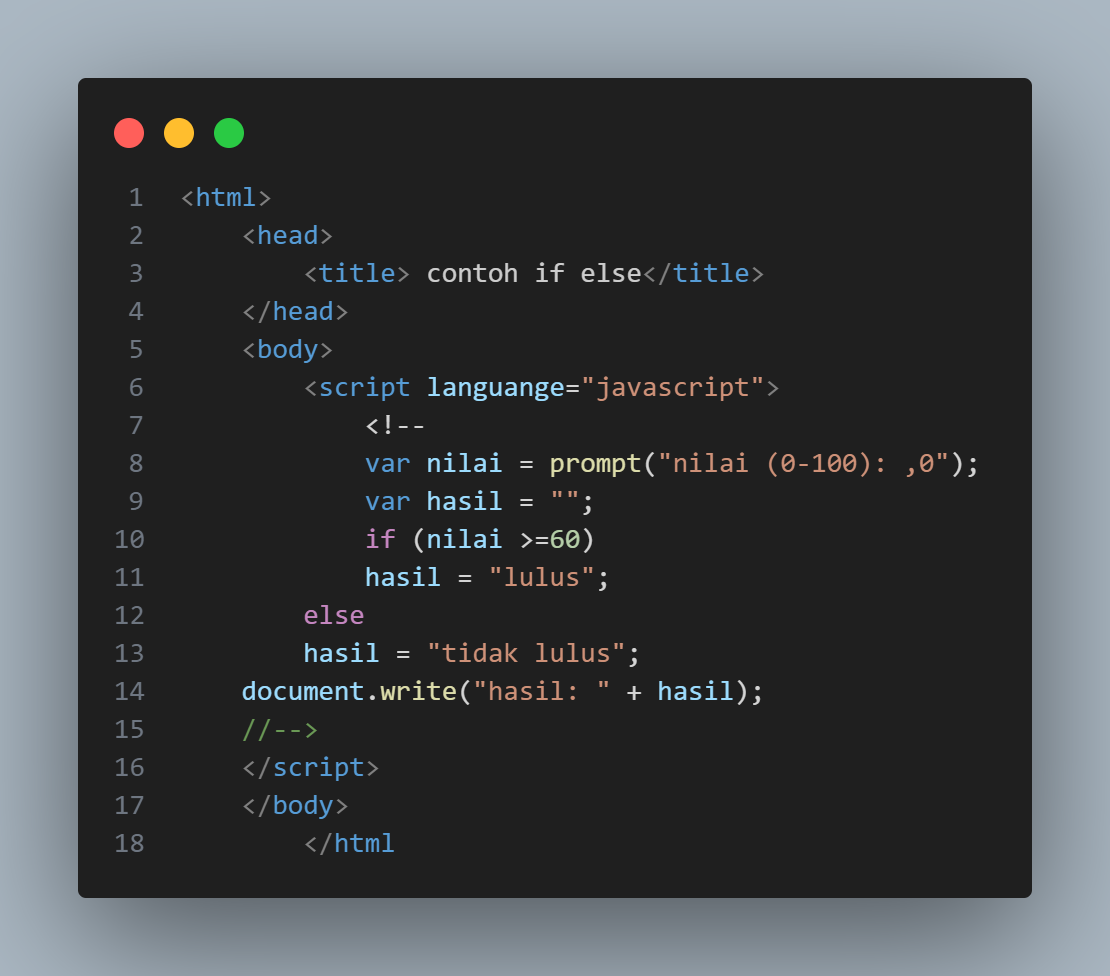 1 <html>
2     <head>
3         <title> contoh if else</title>
4     </head>
5     <body>
6         <script languange="javascript">
7             <!--
8             var nilai = prompt("nilai (0-100): ,0");
9             var hasil = "";
10             if (nilai >=60)
11             hasil = "lulus";
12         else
13         hasil = "tidak lulus";
14     document.write("hasil: " + hasil);
15     //-->
16     </script>
17     </body>
18         </html